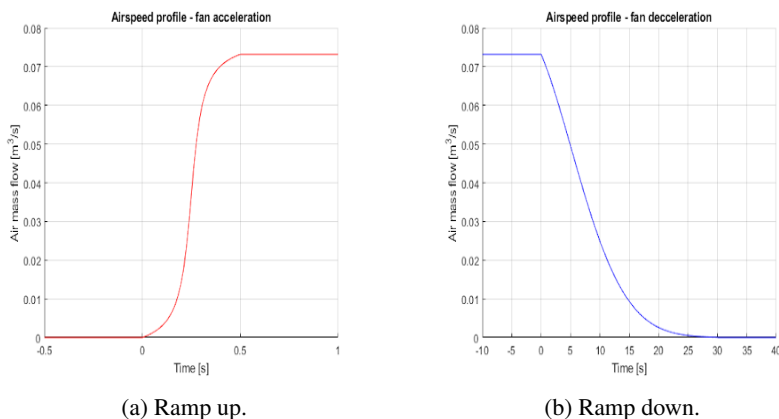 Airspeed profile - fan acceleration
0.08
0.07
0.06
0.05
0.04
0.03
0.02
0.01
0
Air mass flow [m^3/s]
-0.5 0 0.5 1
Time [s]
(a) Ramp up.
Airspeed profile - fan decceleration
0.08
0.07
0.06
0.05
0.04
0.03
0.02
0.01
0
Air mass flow [m^3/s]
-10 -5 0 5 10 15 20 25 30 35 40
Time [s]
(b) Ramp down.